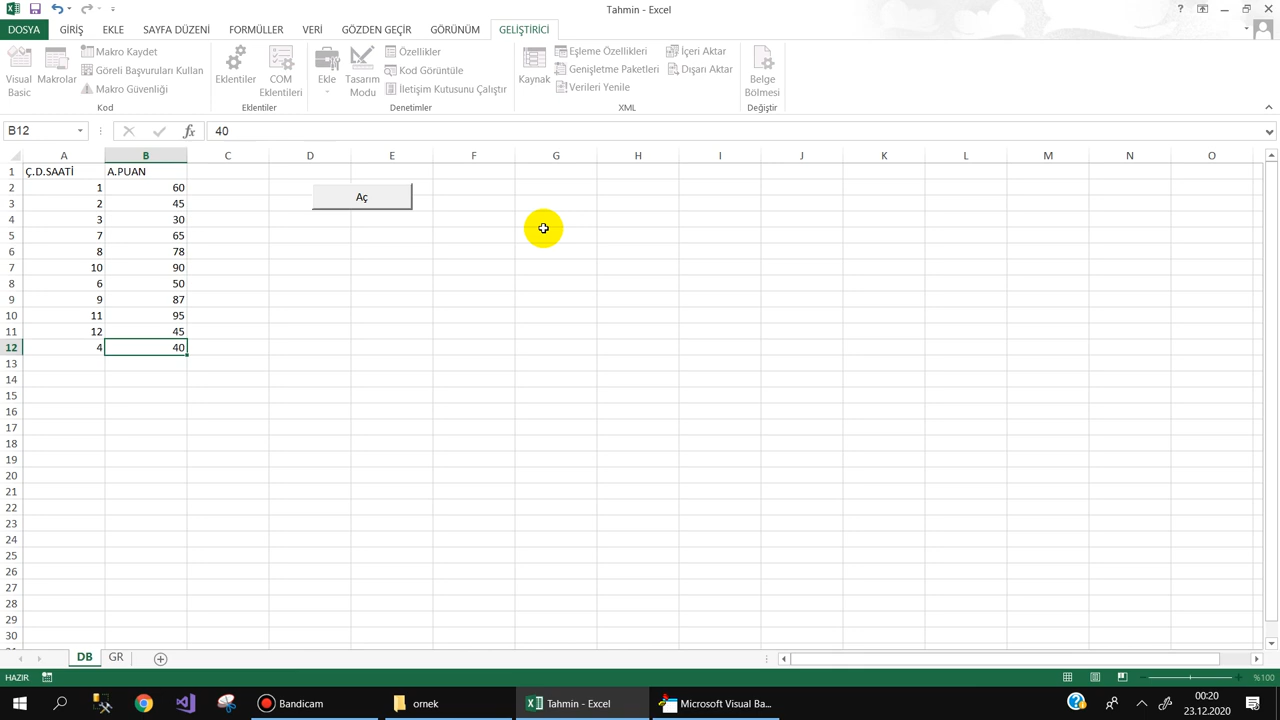 Tahmin - Excel
?
DOSYA GİRİŞ EKLE SAYFA DÜZENİ FORMÜLLER VERİ GÖZDEN GEÇİR GÖRÜNÜM GELİŞTİRİCİ
Visual Basic
Makrolar
Makro Kaydet
Göreli Başvuruları Kullan
Makro Güvenliği
Kod
Eklentiler
COM Eklentileri
Eklentiler
Ekle
Tasarım Modu
Özellikler
Kod Görüntüle
İletişim Kutusunu Çalıştır
Denetimler
Kaynak
Eşleme Özellikleri
Genişletme Paketleri
Verileri Yenile
İçeri Aktar
Dışarı Aktar
XML
Belge Bölmesi
Değiştir
B12 fx 40
A B C D E F G H I J K L M N O
1 Ç.D.SAATİ A.PUAN
2 1 60
3 2 45
4 3 30
5 7 65
6 8 78
7 10 90
8 6 50
9 9 87
10 11 95
11 12 45
12 4 40
13
14
15
16
17
18
19
20
21
22
23
24
25
26
27
28
29
30
Aç
DB GR
HAZIR %100
Bandicam ornek Tahmin - Excel Microsoft Visual Ba...
00:20
23.12.2020